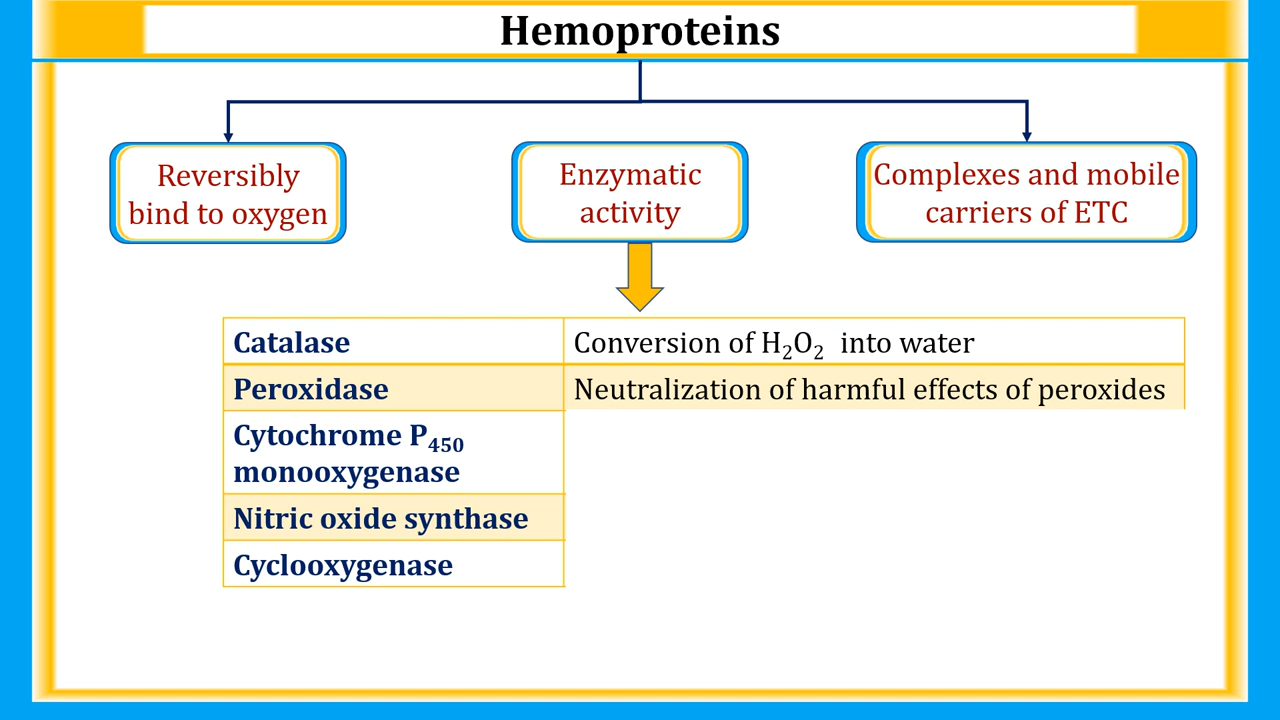 Hemoproteins
Reversibly
bind to oxygen
Enzymatic
activity
Complexes and mobile
carriers of ETC
Catalase
Conversion of H₂O₂ into water
Peroxidase
Neutralization of harmful effects of peroxides
Cytochrome P₄₅₀
monooxygenase
Nitric oxide synthase
Cyclooxygenase